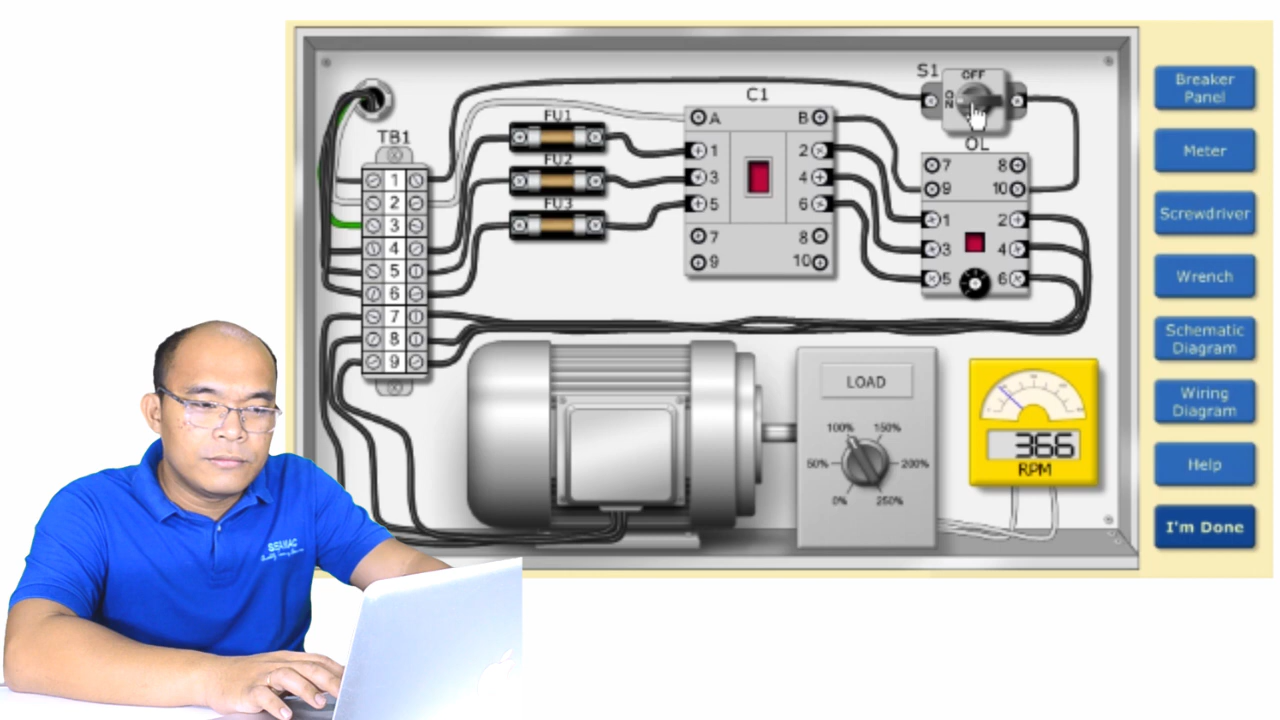 S1
OFF
ON
C1
FU1
FU2
FU3
TB1
1
2
3
4
5
6
7
8
9
A
B
1
2
3
4
5
6
7
8
9
10
OL
7
8
9
10
1
2
3
4
5
6
LOAD
100%
150%
50%
200%
0%
250%
366
RPM
Breaker
Panel
Meter
Screwdriver
Wrench
Schematic
Diagram
Wiring
Diagram
Help
I'm Done